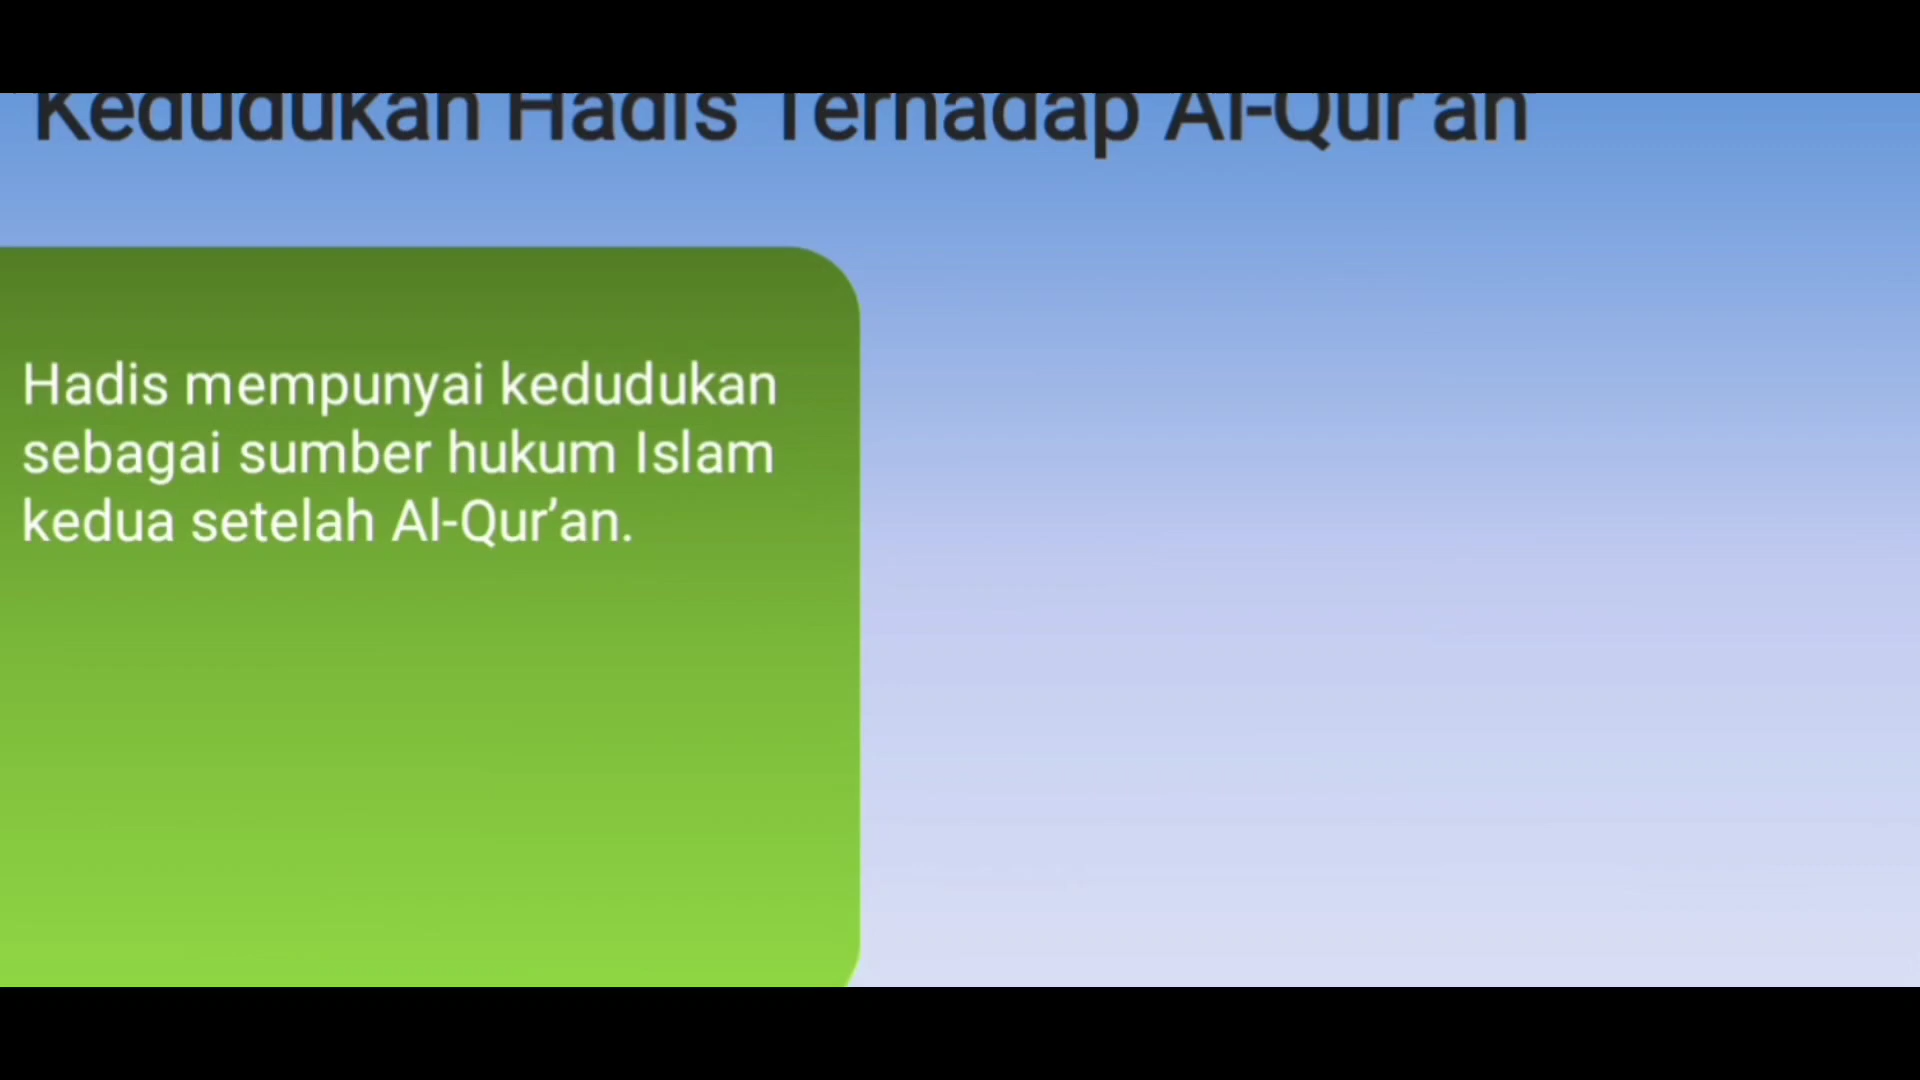 Kedudukan Hadis Terhadap Al-Qur'an
Hadis mempunyai kedudukan
sebagai sumber hukum Islam
kedua setelah Al-Qur’an.